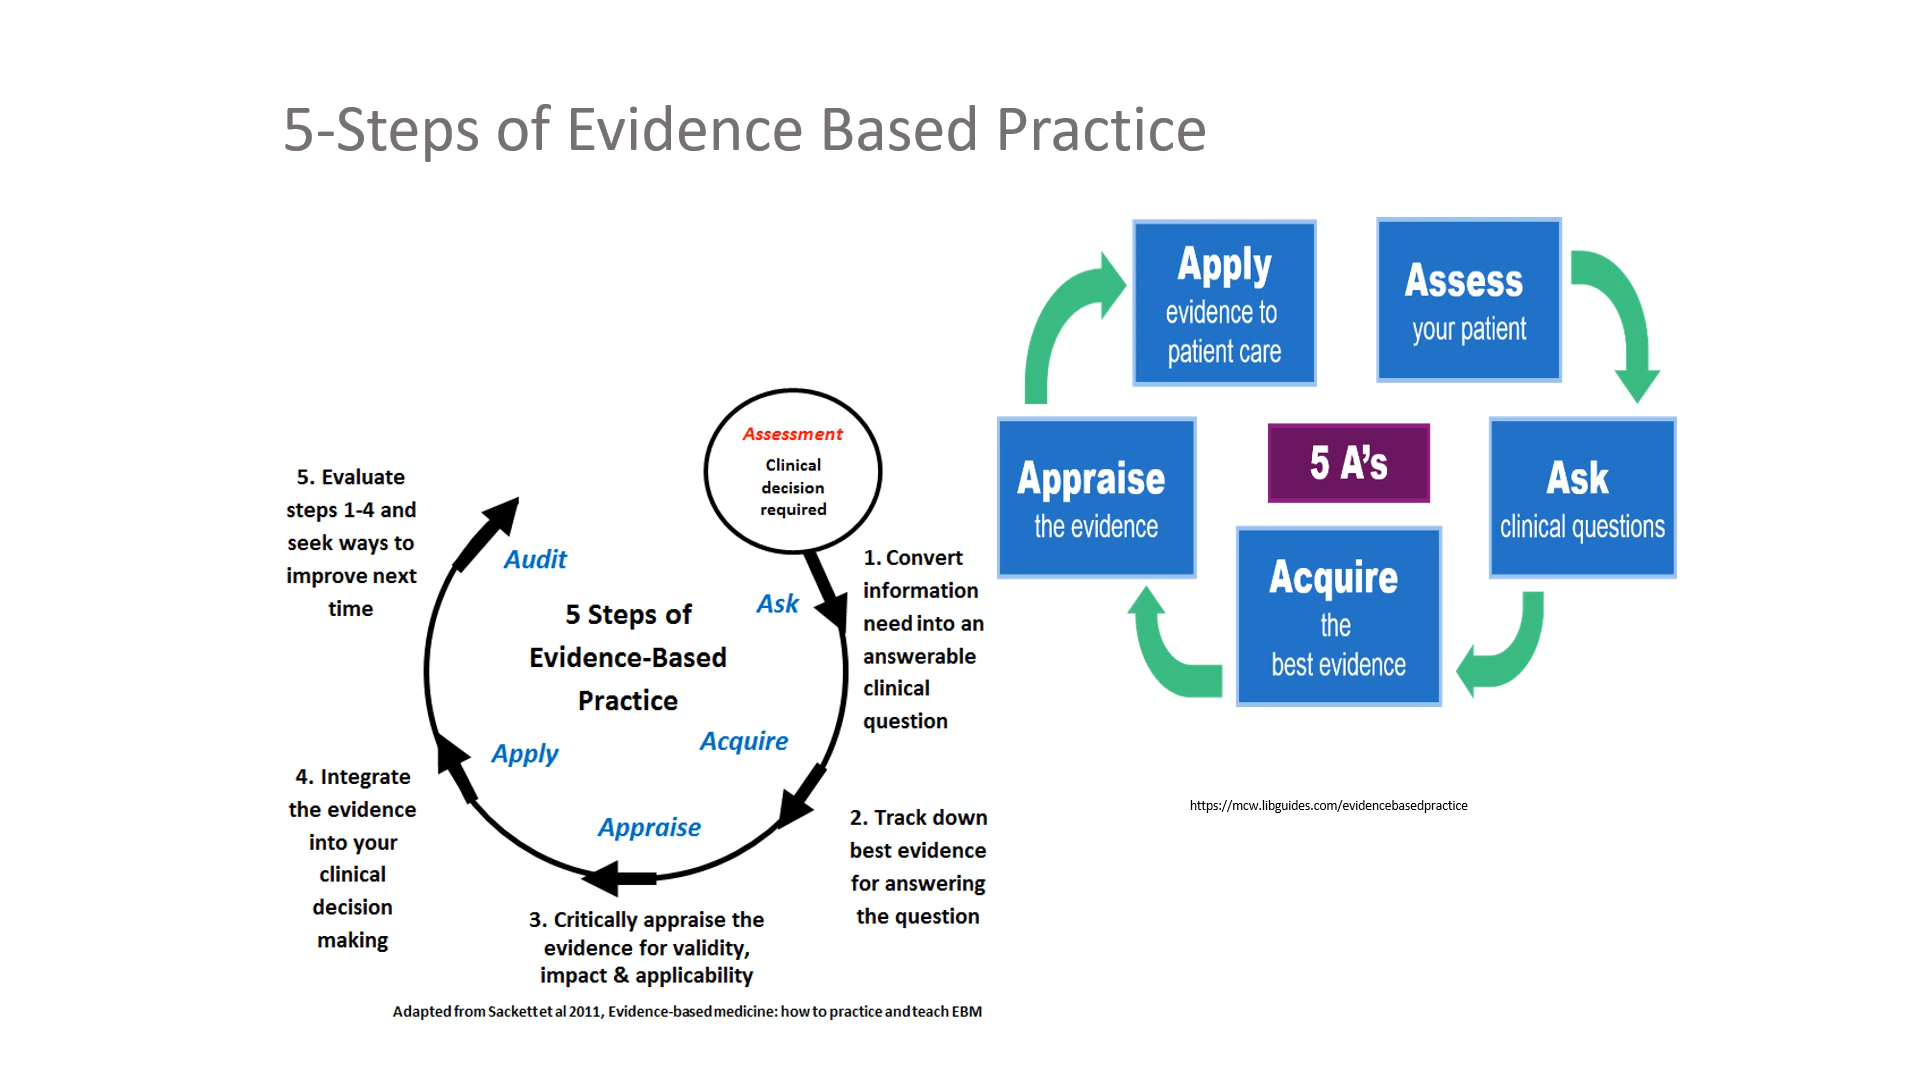 5-Steps of Evidence Based Practice
Assessment
Clinical
decision
required
Ask
1. Convert
information
need into an
answerable
clinical
question
Acquire
2. Track down
best evidence
for answering
the question
Appraise
3. Critically appraise the
evidence for validity,
impact & applicability
Apply
4. Integrate
the evidence
into your
clinical
decision
making
Audit
5. Evaluate
steps 1-4 and
seek ways to
improve next
time
5 Steps of
Evidence-Based
Practice
Adapted from Sackett et al 2011, Evidence-based medicine: how to practice and teach EBM
5 A's
Assess
your patient
Ask
clinical questions
Acquire
the
best evidence
Appraise
the evidence
Apply
evidence to
patient care
https://mcw.libguides.com/evidencebasedpractice